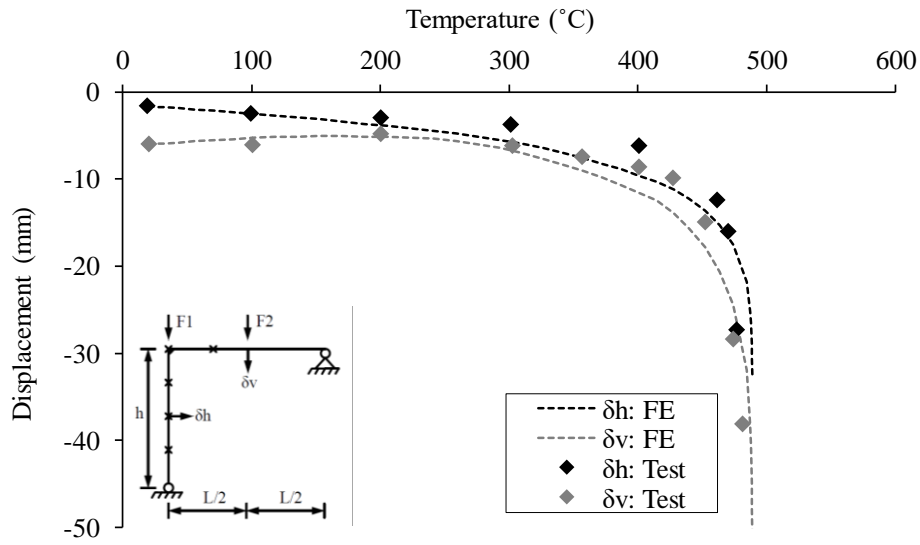 Temperature (˚C)
0 100 200 300 400 500 600
0
-10
-20
-30
-40
-50
Displacement (mm)
F1 F2
δv
h
δh
L/2 L/2
δh: FE
δv: FE
δh: Test
δv: Test